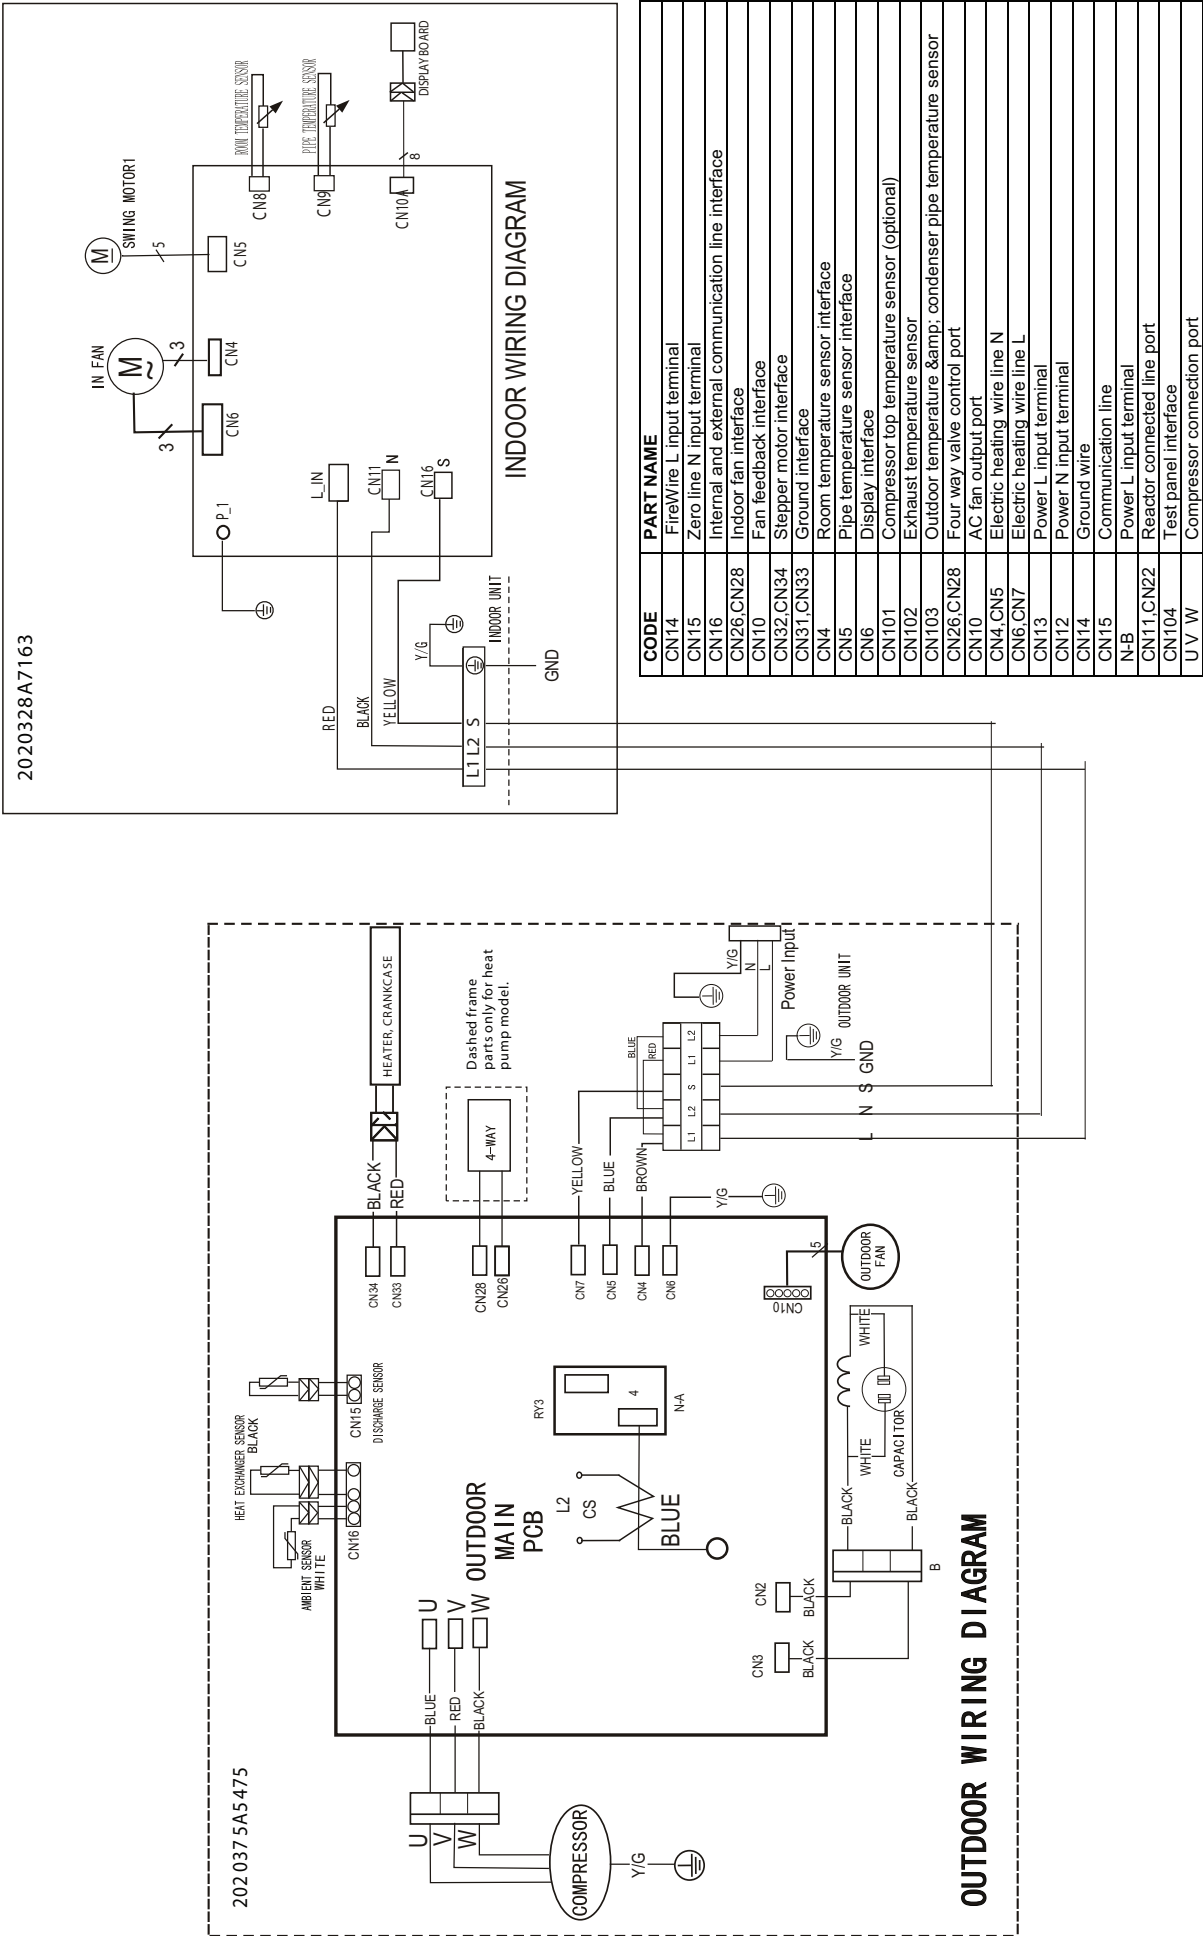 2020328A7163
P_1
IN FAN
M
~
3
3
CN6
CN4
M
SWING MOTOR1
5
CN5
ROOM TEMPERATURE SENSOR
CN8
PIPE TEMPERATURE SENSOR
CN9
DISPLAY BOARD
8
CN10A
L_IN
CN11
N
CN16
S
RED
BLACK
YELLOW
Y/G
L1 L2 S
INDOOR UNIT
GND
INDOOR WIRING DIAGRAM
CODE PART NAME
CN14 FireWire L input terminal
CN15 Zero line N input terminal
CN16 Internal and external communication line interface
CN26,CN28 Indoor fan interface
CN10 Fan feedback interface
CN32,CN34 Stepper motor interface
CN31,CN33 Ground interface
CN4 Room temperature sensor interface
CN5 Pipe temperature sensor interface
CN6 Display interface
CN101 Compressor top temperature sensor (optional)
CN102 Exhaust temperature sensor
CN103 Outdoor temperature &amp; condenser pipe temperature sensor
CN26,CN28 Four way valve control port
CN10 AC fan output port
CN4,CN5 Electric heating wire line N
CN6,CN7 Electric heating wire line L
CN13 Power L input terminal
CN12 Power N input terminal
CN14 Ground wire
CN15 Communication line
N-B Power L input terminal
CN11,CN22 Reactor connected line port
CN104 Test panel interface
U V W Compressor connection port
202037 5A5475
AMBIENT SENSOR
WHITE
HEAT EXCHANGER SENSOR
BLACK
CN16
CN15
DISCHARGE SENSOR
CN34
CN33
BLACK
RED
HEATER, CRANKCASE
CN28
CN26
4-WAY
Dashed frame
parts only for heat
pump model.
CN7
CN5
CN4
CN6
YELLOW
BLUE
BROWN
Y/G
BLUE
RED
L1
L2
S
L1
L2
Y/G
N
L
Power Input
Y/G
OUTDOOR UNIT
L N S GND
U
V
W
BLUE
RED
BLACK
U
V
W
COMPRESSOR
Y/G
OUTDOOR
MAIN
PCB
L2
CS
BLUE
RY3
4
N-A
CN10
5
OUTDOOR
FAN
CN3
CN2
BLACK
BLACK
B
BLACK
BLACK
WHITE
WHITE
CAPACITOR
OUTDOOR WIRING DIAGRAM